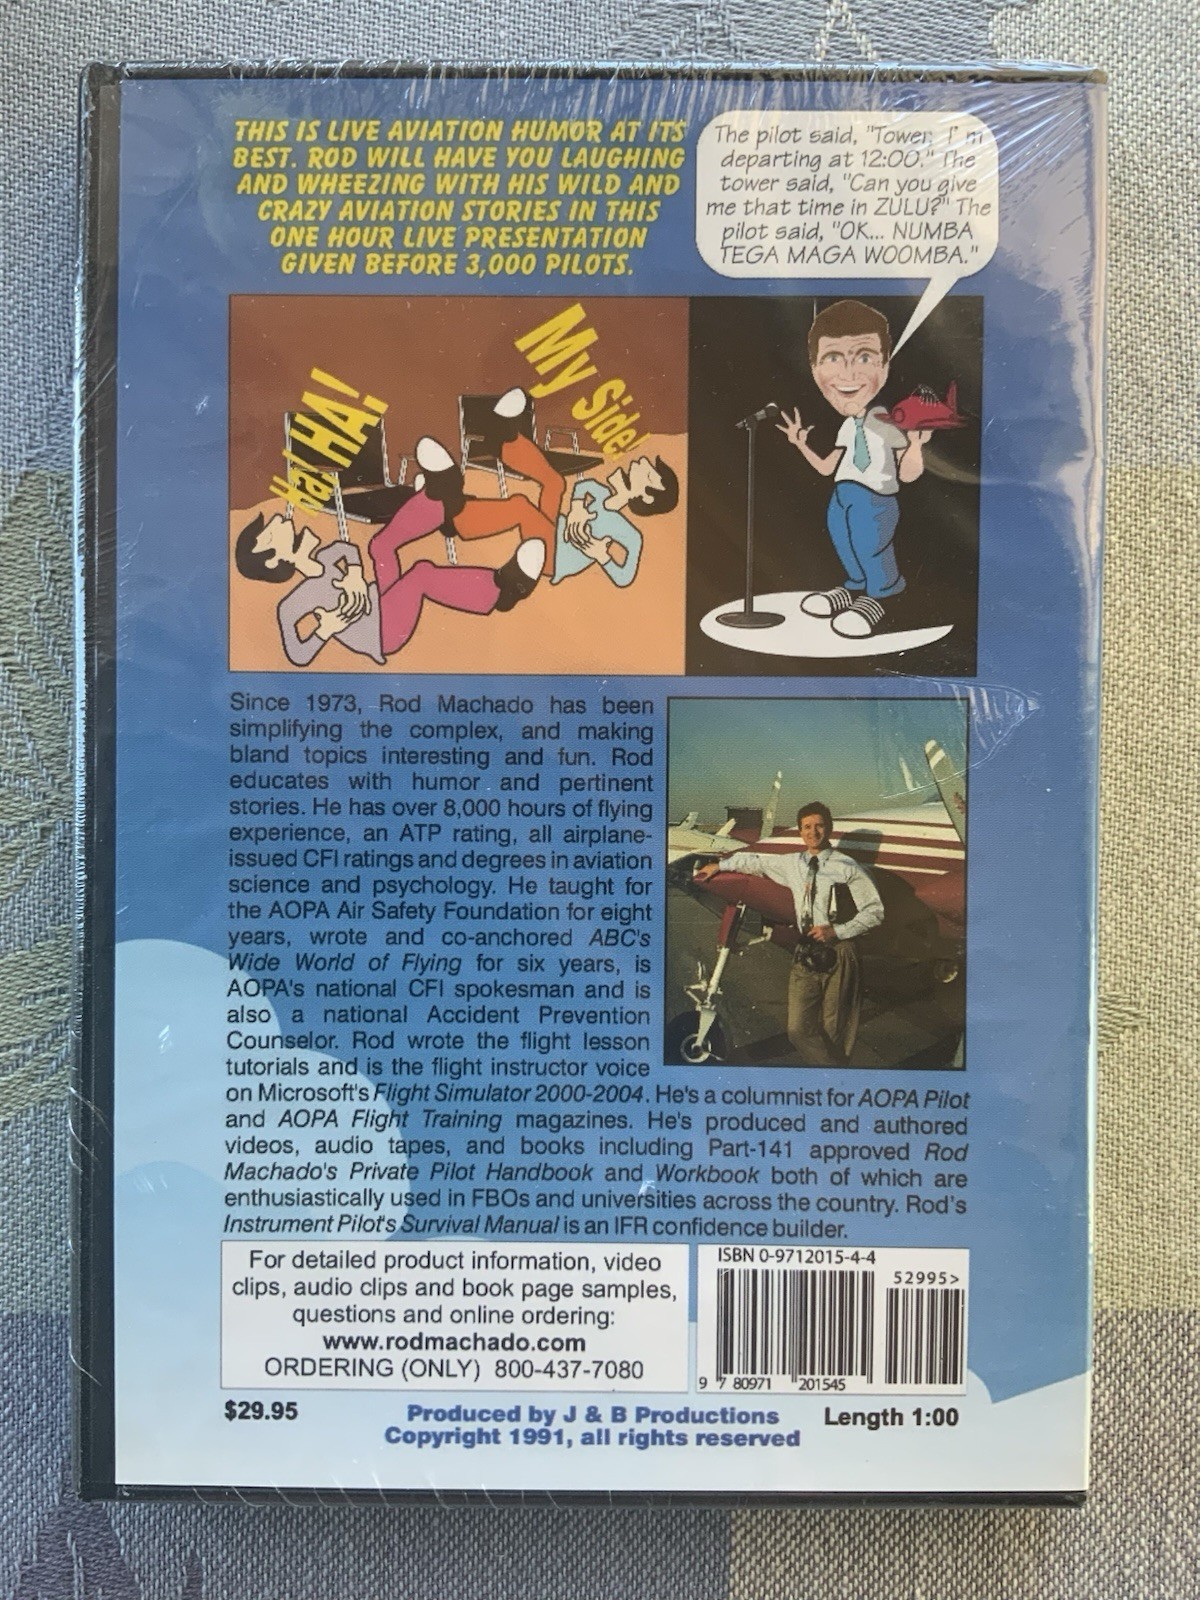 THIS IS LIVE AVIATION HUMOR AT ITS
BEST. ROD WILL HAVE YOU LAUGHING
AND WHEEZING WITH HIS WILD AND
CRAZY AVIATION STORIES IN THIS
ONE HOUR LIVE PRESENTATION
GIVEN BEFORE 3,000 PILOTS.
The pilot said, "Tower, I'm
departing at 12:00." The
tower said, "Can you give
me that time in ZULU?" The
pilot said, "OK... NUMBA
TEGA MAGA WOOMBA."
Ha! HA!
My Side!
Since 1973, Rod Machado has been
simplifying the complex, and making
bland topics interesting and fun. Rod
educates with humor and pertinent
stories. He has over 8,000 hours of flying
experience, an ATP rating, all airplane-
issued CFI ratings and degrees in aviation
science and psychology. He taught for
the AOPA Air Safety Foundation for eight
years, wrote and co-anchored ABC's
Wide World of Flying for six years, is
AOPA's national CFI spokesman and is
also a national Accident Prevention
Counselor. Rod wrote the flight lesson
tutorials and is the flight instructor voice
on Microsoft's Flight Simulator 2000-2004. He's a columnist for AOPA Pilot
and AOPA Flight Training magazines. He's produced and authored
videos, audio tapes, and books including Part-141 approved Rod
Machado's Private Pilot Handbook and Workbook both of which are
enthusiastically used in FBOs and universities across the country. Rod's
Instrument Pilot's Survival Manual is an IFR confidence builder.
For detailed product information, video
clips, audio clips and book page samples,
questions and online ordering:
www.rodmachado.com
ORDERING (ONLY) 800-437-7080
ISBN 0-9712015-4-4
52995>
9 780971 201545
$29.95
Produced by J & B Productions
Copyright 1991, all rights reserved
Length 1:00